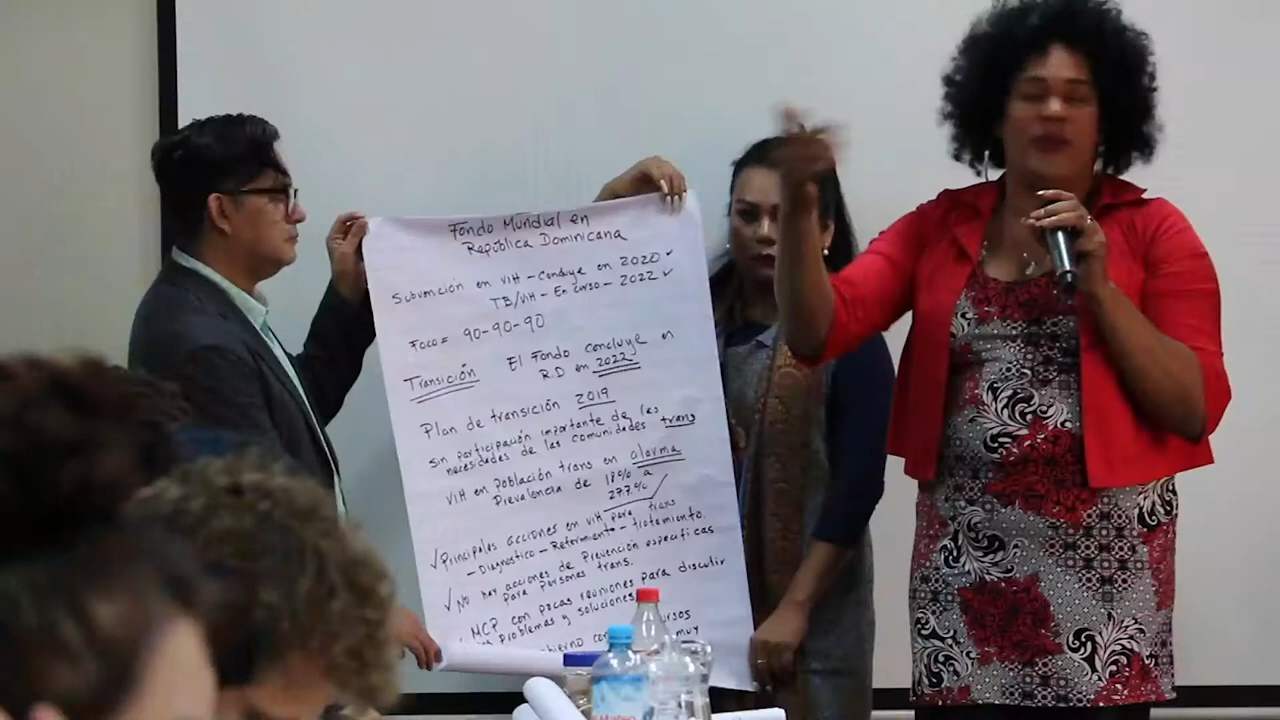 Fondo Mundial en
República Dominicana
Subvención en VIH - Concluye en 2020 ✓
TB/VIH - En curso - 2022 ✓
Foco = 90-90-90
Transición El Fondo concluye en
R.D en 2022
Plan de transición 2019
sin participación importante de las
necesidades de las comunidades trans
VIH en Población trans en alarma
Prevalencia de 18% a
27.7%
✓Principales acciones en VIH para trans
- Diagnostico - Referimiento - tratamiento.
✓No hay acciones de Prevención especificas
para personas trans.
MCP con pocas reuniones para discutir
problemas y soluciones
muy